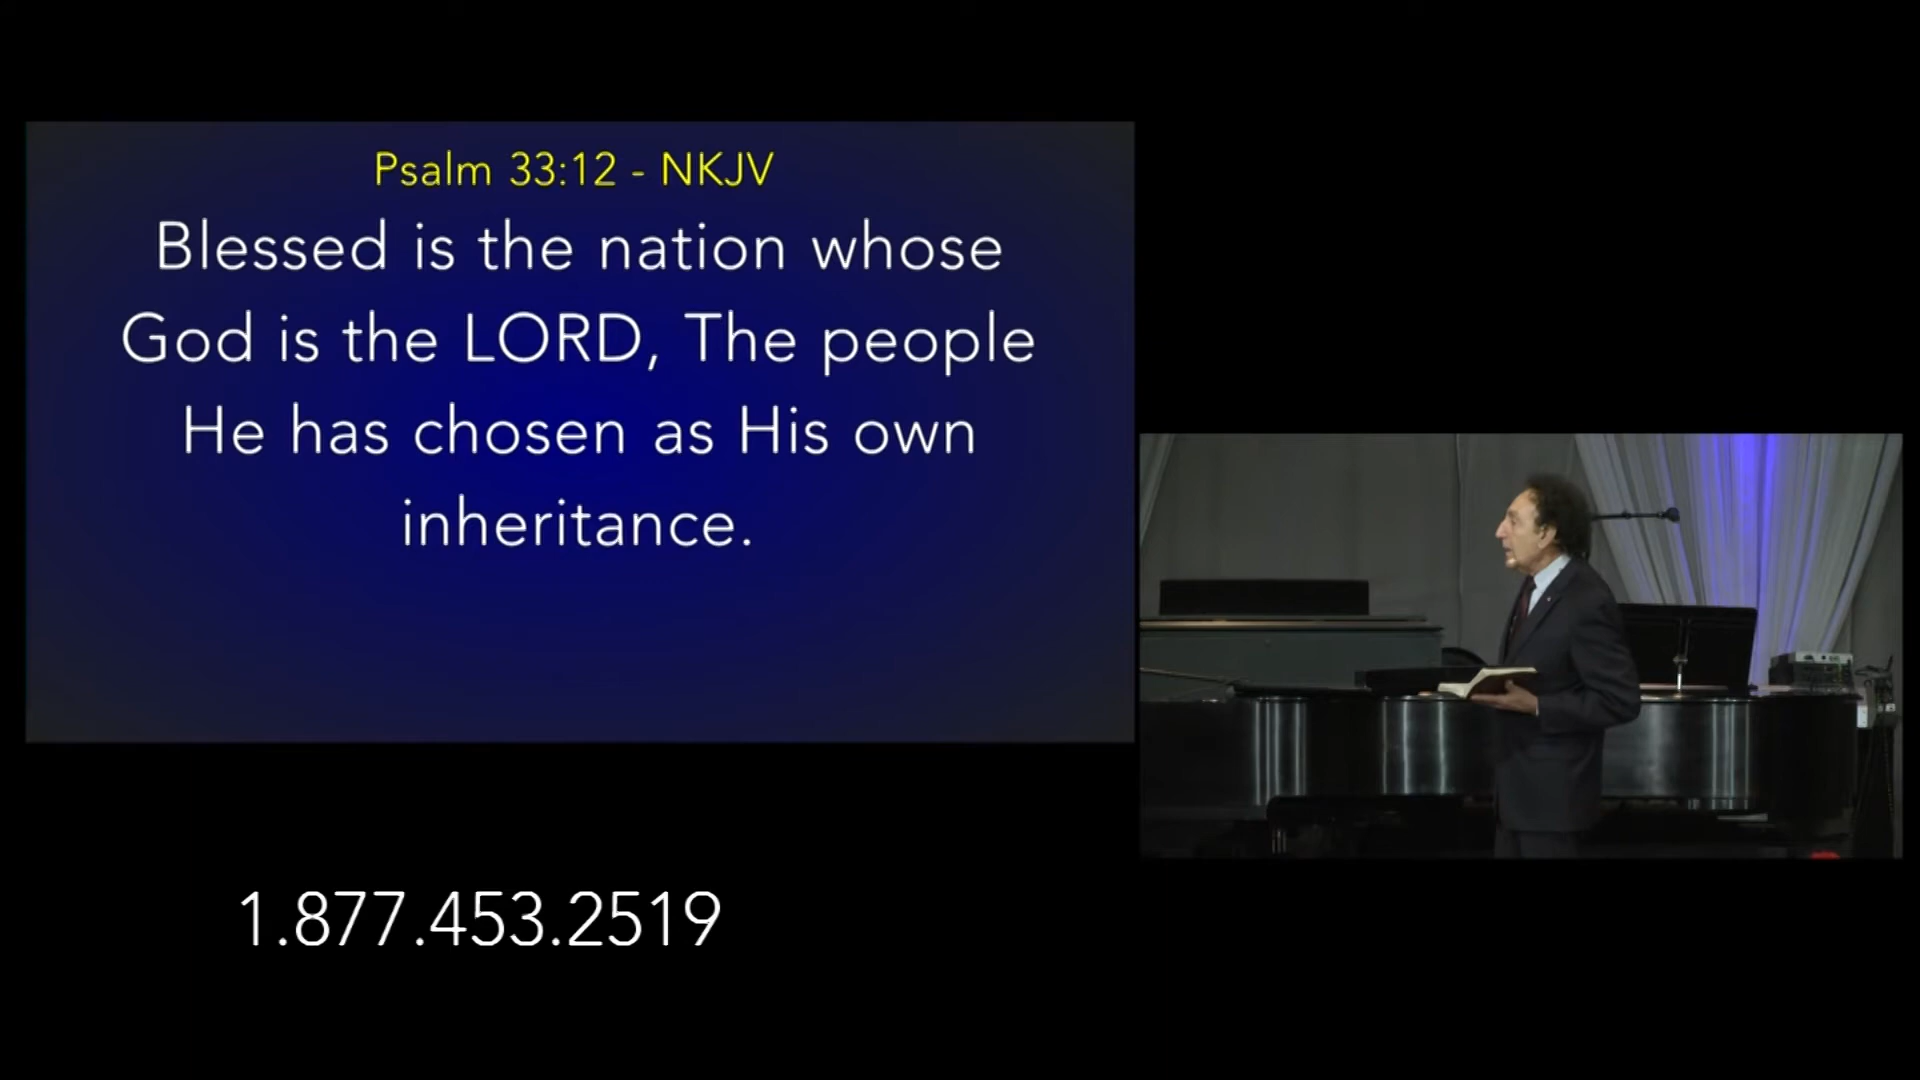 Psalm 33:12 - NKJV
Blessed is the nation whose
God is the LORD, The people
He has chosen as His own
inheritance.
1.877.453.2519